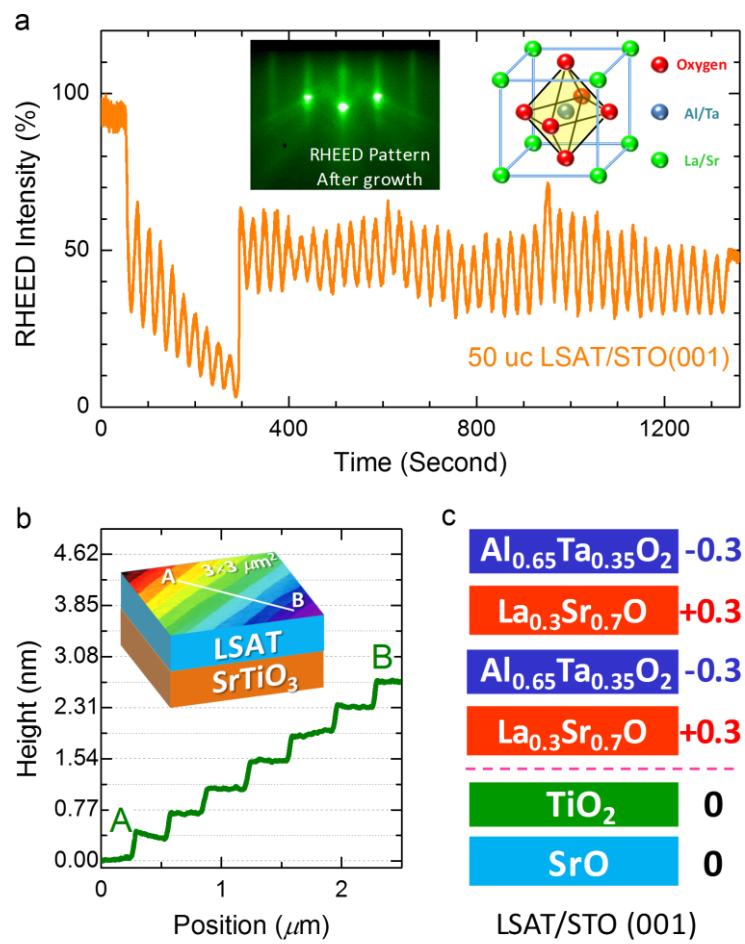 a
100
50
0
RHEED Intensity (%)
RHEED Pattern
After growth
Oxygen
Al/Ta
La/Sr
50 uc LSAT/STO(001)
0 400 800 1200
Time (Second)
b
4.62
3.85
3.08
2.31
1.54
0.77
0.00
Height (nm)
A
3×3 μm²
B
LSAT
SrTiO₃
B
A
0 1 2
Position (μm)
c
Al₀.₆₅Ta₀.₃₅O₂ -0.3
La₀.₃Sr₀.₇O +0.3
Al₀.₆₅Ta₀.₃₅O₂ -0.3
La₀.₃Sr₀.₇O +0.3
TiO₂ 0
SrO 0
LSAT/STO (001)